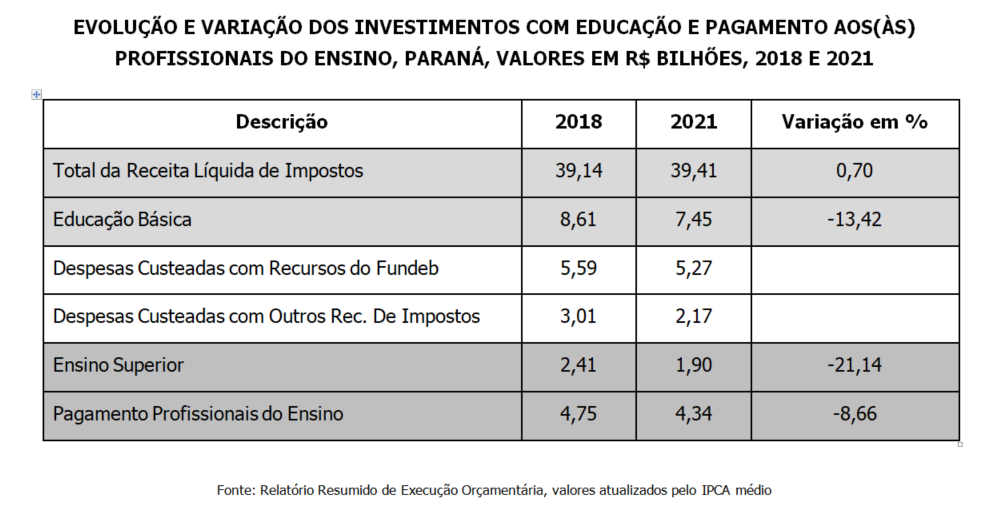 EVOLUÇÃO E VARIAÇÃO DOS INVESTIMENTOS COM EDUCAÇÃO E PAGAMENTO AOS(ÀS)
PROFISSIONAIS DO ENSINO, PARANÁ, VALORES EM R$ BILHÕES, 2018 E 2021
Descrição 2018 2021 Variação em %
Total da Receita Líquida de Impostos 39,14 39,41 0,70
Educação Básica 8,61 7,45 -13,42
Despesas Custeadas com Recursos do Fundeb 5,59 5,27
Despesas Custeadas com Outros Rec. De Impostos 3,01 2,17
Ensino Superior 2,41 1,90 -21,14
Pagamento Profissionais do Ensino 4,75 4,34 -8,66
Fonte: Relatório Resumido de Execução Orçamentária, valores atualizados pelo IPCA médio